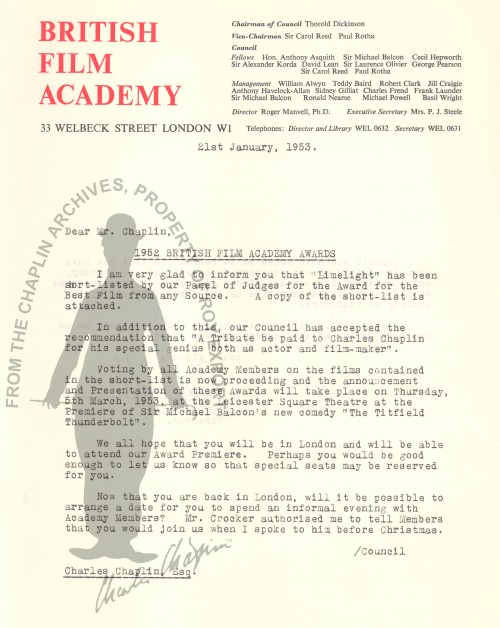 BRITISH
FILM
ACADEMY
33 WELBECK STREET LONDON W1
Chairman of Council Thorold Dickinson
Vice-Chairman Sir Carol Reed Paul Rotha
Council
Fellows Hon. Anthony Asquith Sir Michael Balcon Cecil Hepworth
Sir Alexander Korda David Lean Sir Laurence Olivier George Pearson
Sir Carol Reed Paul Rotha
Management William Alwyn Teddy Baird Robert Clark Jill Craigie
Anthony Havelock-Allan Sidney Gilliat Charles Frend Frank Launder
Sir Michael Balcon Ronald Neame Michael Powell Basil Wright
Director Roger Manvell, Ph.D. Executive Secretary Mrs. P. J. Steele
Telephones: Director and Library WEL 0632 Secretary WEL 0631
21st January, 1953.
Dear Mr. Chaplin,
1952 BRITISH FILM ACADEMY AWARDS
I am very glad to inform you that "Limelight" has been
short-listed by our Panel of Judges for the Award for the
Best Film from any Source. A copy of the short-list is
attached.
In addition to this, our Council has accepted the
recommendation that "A Tribute be paid to Charles Chaplin
for his special genius both as actor and film-maker".
Voting by all Academy Members on the films contained
in the short-list is now proceeding and the announcement
and Presentation of these Awards will take place on Thursday,
5th March, 1953, at the Leicester Square Theatre at the
Premiere of Sir Michael Balcon's new comedy "The Titfield
Thunderbolt".
We all hope that you will be in London and will be able
to attend our Award Premiere. Perhaps you would be good
enough to let us know so that special seats may be reserved
for you.
Now that you are back in London, will it be possible to
arrange a date for you to spend an informal evening with
Academy Members? Mr. Crocker authorised me to tell Members
that you would join us when I spoke to him before Christmas.
/Council
Charles Chaplin, Esq.
Charles Chaplin
FROM THE CHAPLIN ARCHIVES, PROPERTY OF ROY EXPORT